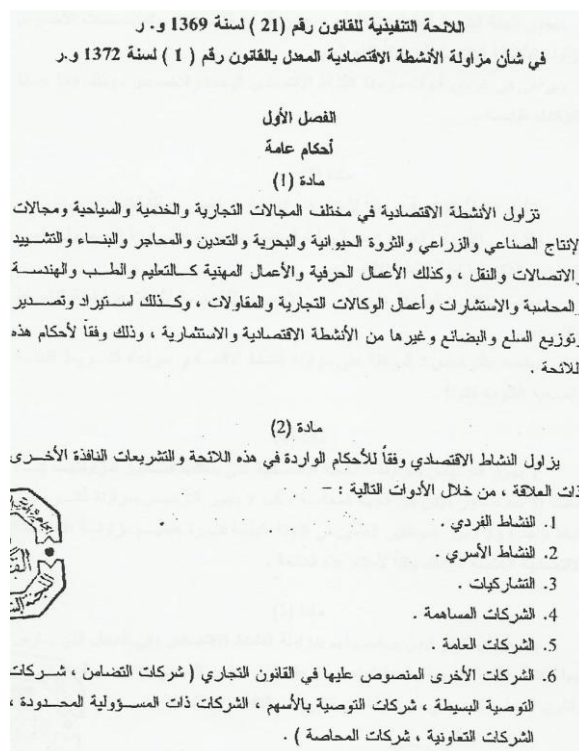 اللائحة التنفيذية للقانون رقم (21) لسنة 1369 و. ر
في شأن مزاولة الأنشطة الاقتصادية المعدل بالقانون رقم (1) لسنة 1372 و.ر
الفصل الأول
أحكام عامة
مادة (1)
تزاول الأنشطة الاقتصادية في مختلف المجالات التجارية والخدمية والسياحية ومجالات
الإنتاج الصناعي والزراعي والثروة الحيوانية والبحرية والتعدين والمحاجر والبناء والتشييد
والاتصالات والنقل ، وكذلك الأعمال الحرفية والأعمال المهنية كالتعليم والطب والهندسة
والمحاسبة والاستشارات وأعمال الوكالات التجارية والمقاولات ، وكذلك استيراد وتصدير
وتوزيع السلع والبضائع وغيرها من الأنشطة الاقتصادية والاستثمارية ، وذلك وفقاً لأحكام هذه
اللائحة .
مادة (2)
يزاول النشاط الاقتصادي وفقاً للأحكام الواردة في هذه اللائحة والتشريعات النافذة الأخرى
ذات العلاقة ، من خلال الأدوات التالية :-
1. النشاط الفردي .
2. النشاط الأسري .
3. التشاركيات .
4. الشركات المساهمة .
5. الشركات العامة .
6. الشركات الأخرى المنصوص عليها في القانون التجاري ( شركات التضامن ، شركات
التوصية البسيطة ، شركات التوصية بالأسهم ، الشركات ذات المسؤولية المحدودة ،
الشركات التعاونية ، شركات المحاصة ) .